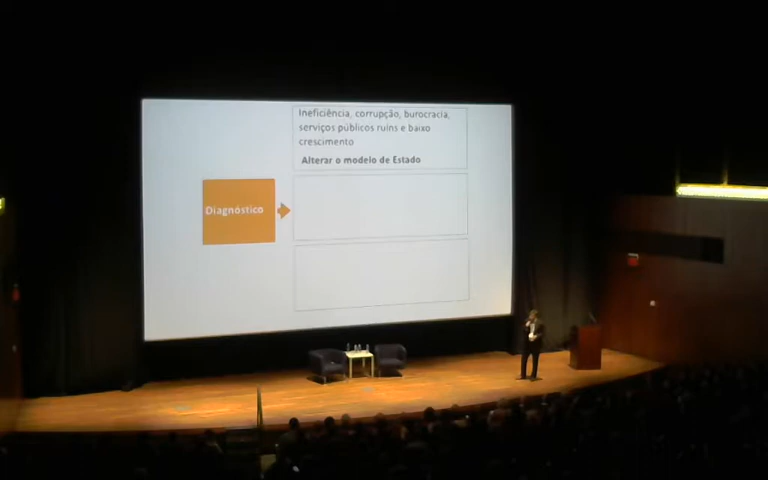 Ineficiência, corrupção, burocracia,
serviços públicos ruins e baixo
crescimento
Alterar o modelo de Estado
Diagnóstico